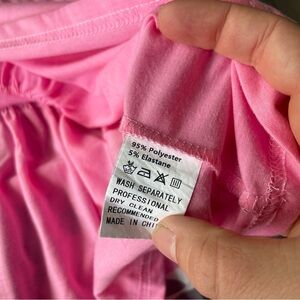 95% Polyester
5% Elastane
WASH SEPARATELY
PROFESSIONAL
DRY CLEAN
RECOMMENDED
MADE IN